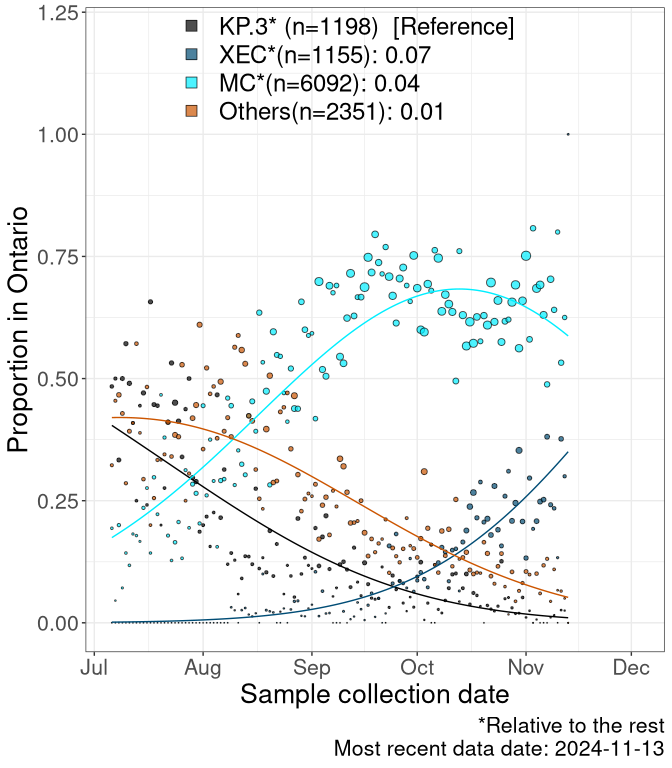 KP.3* (n=1198)  [Reference]
XEC*(n=1155): 0.07
MC*(n=6092): 0.04
Others(n=2351): 0.01
Proportion in Ontario
1.25
1.00
0.75
0.50
0.25
0.00
Jul Aug Sep Oct Nov Dec
Sample collection date
*Relative to the rest
Most recent data date: 2024-11-13